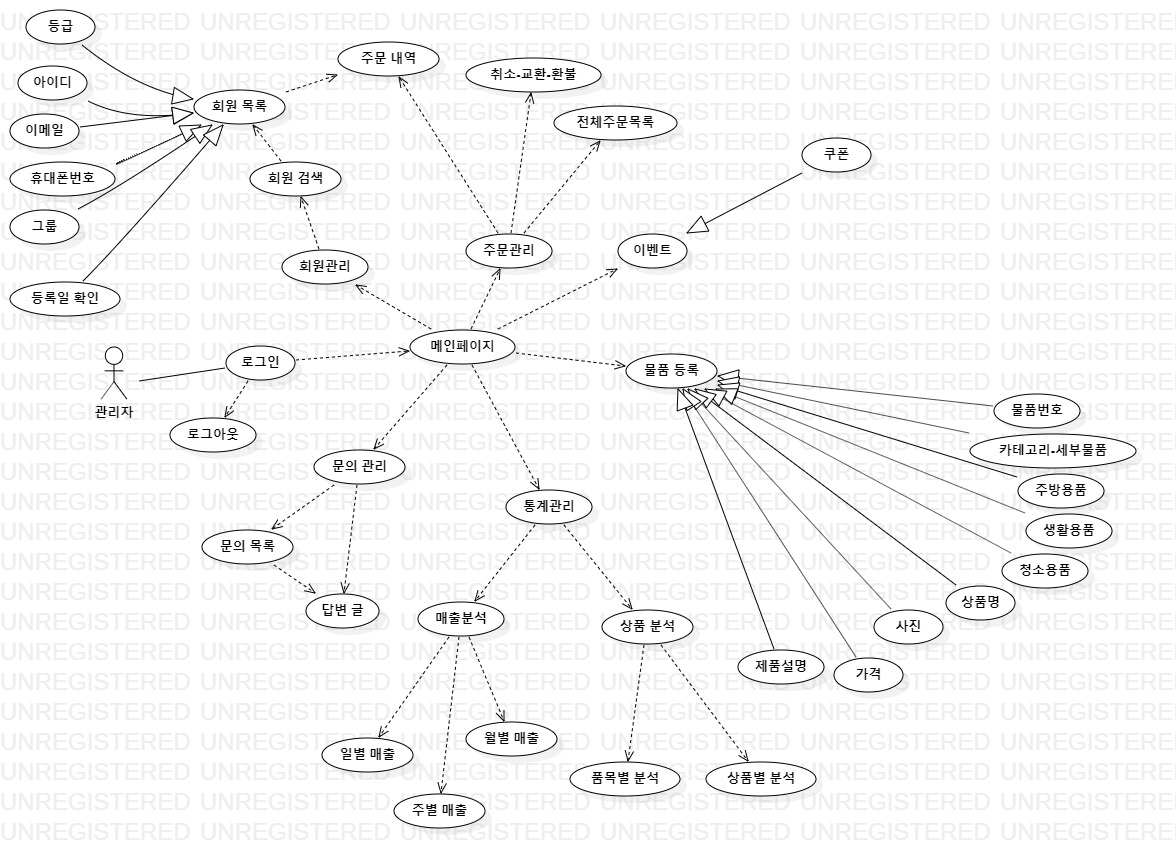 등급
주문 내역
취소-교환-환불
아이디
회원 목록
전체주문목록
이메일
쿠폰
휴대폰번호
회원 검색
그룹
주문관리
이벤트
회원관리
등록일 확인
메인페이지
로그인
물품 등록
관리자
물품번호
로그아웃
카테고리-세부물품
문의 관리
주방용품
통계관리
생활용품
문의 목록
청소용품
답변 글
상품명
매출분석
상품 분석
사진
제품설명
가격
월별 매출
일별 매출
품목별 분석
상품별 분석
주별 매출
UNREGISTERED